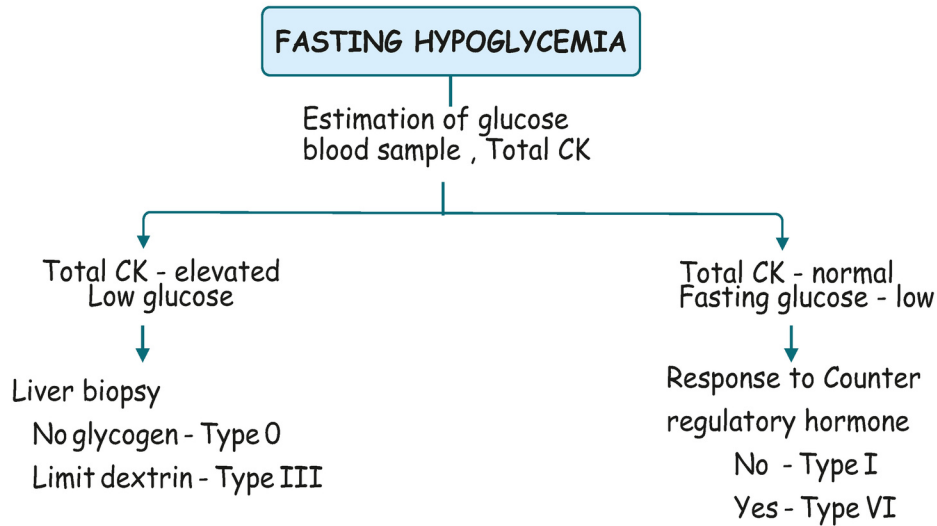 FASTING HYPOGLYCEMIA
Estimation of glucose
blood sample , Total CK
Total CK - elevated
Low glucose
Liver biopsy
No glycogen - Type 0
Limit dextrin - Type III
Total CK - normal
Fasting glucose - low
Response to Counter
regulatory hormone
No - Type I
Yes - Type VI